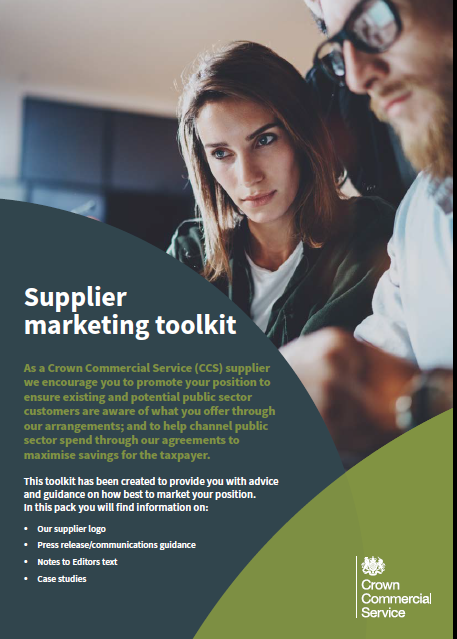 Supplier
marketing toolkit
As a Crown Commercial Service (CCS) supplier
we encourage you to promote your position to
ensure existing and potential public sector
customers are aware of what you offer through
our arrangements; and to help channel public
sector spend through our agreements to
maximise savings for the taxpayer.
This toolkit has been created to provide you with advice
and guidance on how best to market your position.
In this pack you will find information on:
• Our supplier logo
• Press release/communications guidance
• Notes to Editors text
• Case studies
Crown
Commercial
Service